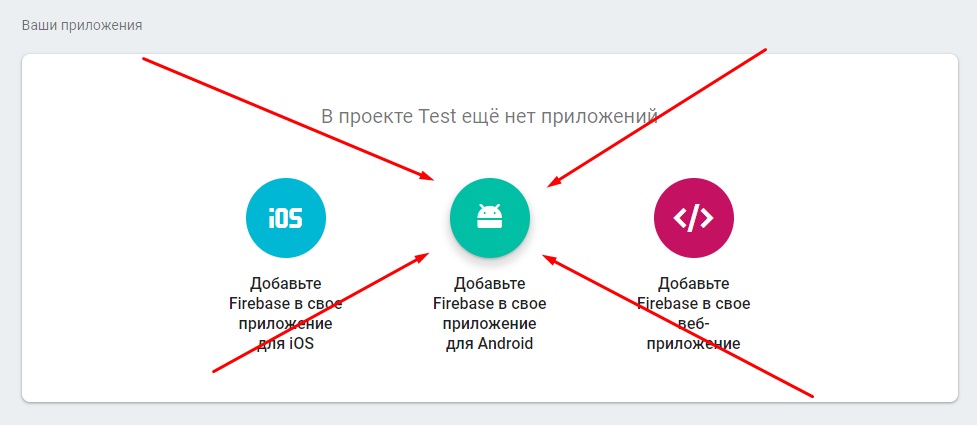 Ваши приложения
В проекте Test ещё нет приложений
iOS
</>
Добавьте
Firebase в свое
приложение
для iOS
Добавьте
Firebase в свое
приложение
для Android
Добавьте
Firebase в свое
веб-
приложение